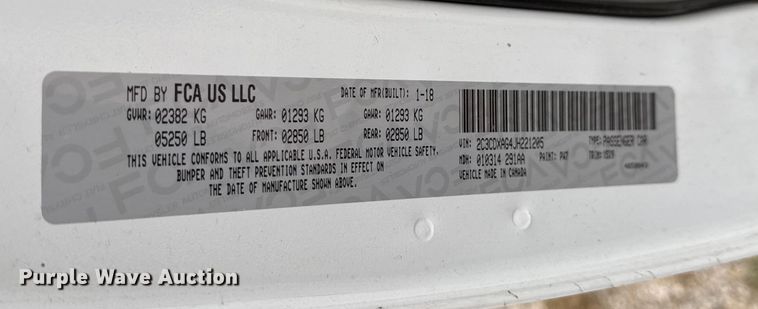 MFD BY FCA US LLC DATE OF MFR(BUILT): 1-18
GVWR: 02382 KG GAWR: 01293 KG GAWR: 01293 KG
05250 LB FRONT: 02850 LB REAR: 02850 LB
THIS VEHICLE CONFORMS TO ALL APPLICABLE U.S.A. FEDERAL MOTOR VEHICLE SAFETY,
BUMPER AND THEFT PREVENTION STANDARDS IN EFFECT ON
THE DATE OF MANUFACTURE SHOWN ABOVE.
VIN: 2C3CDXAG4JH221205 TYPE: PASSENGER CAR
MDH: 010314 291AA PAINT: PW7 TRIM:
VEHICLE MADE IN CANADA
Purple Wave Auction